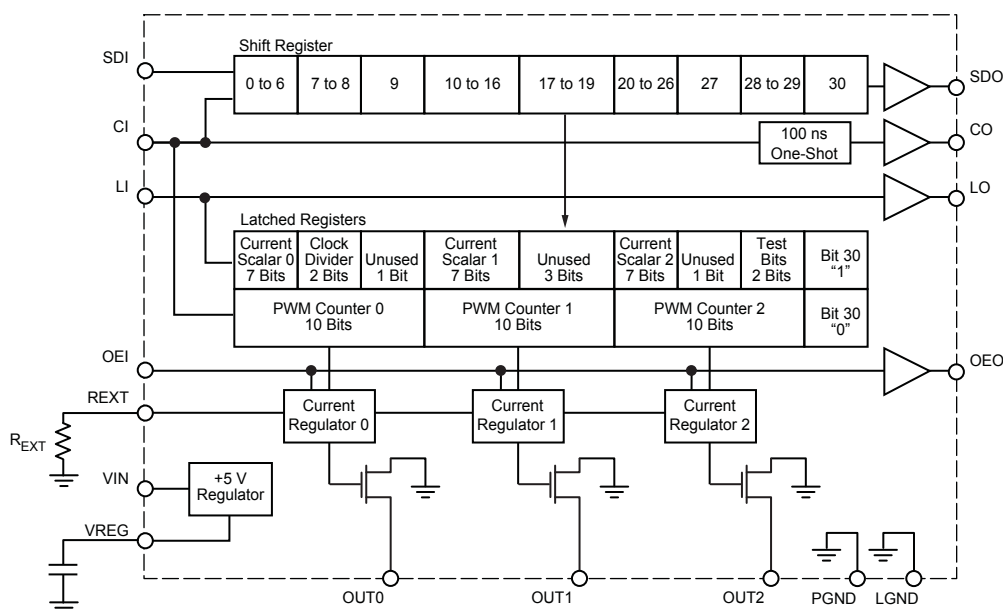 Shift Register
SDI
0 to 6
7 to 8
9
10 to 16
17 to 19
20 to 26
27
28 to 29
30
SDO
CI
100 ns
One-Shot
CO
LI
LO
Latched Registers
Current
Scalar 0
7 Bits
Clock
Divider
2 Bits
Unused
1 Bit
Current
Scalar 1
7 Bits
Unused
3 Bits
Current
Scalar 2
7 Bits
Unused
1 Bit
Test
Bits
2 Bits
Bit 30
“1”
PWM Counter 0
10 Bits
PWM Counter 1
10 Bits
PWM Counter 2
10 Bits
Bit 30
“0”
OEI
OEO
REXT
Current
Regulator 0
Current
Regulator 1
Current
Regulator 2
REXT
VIN
+5 V
Regulator
VREG
OUT0
OUT1
OUT2
PGND
LGND